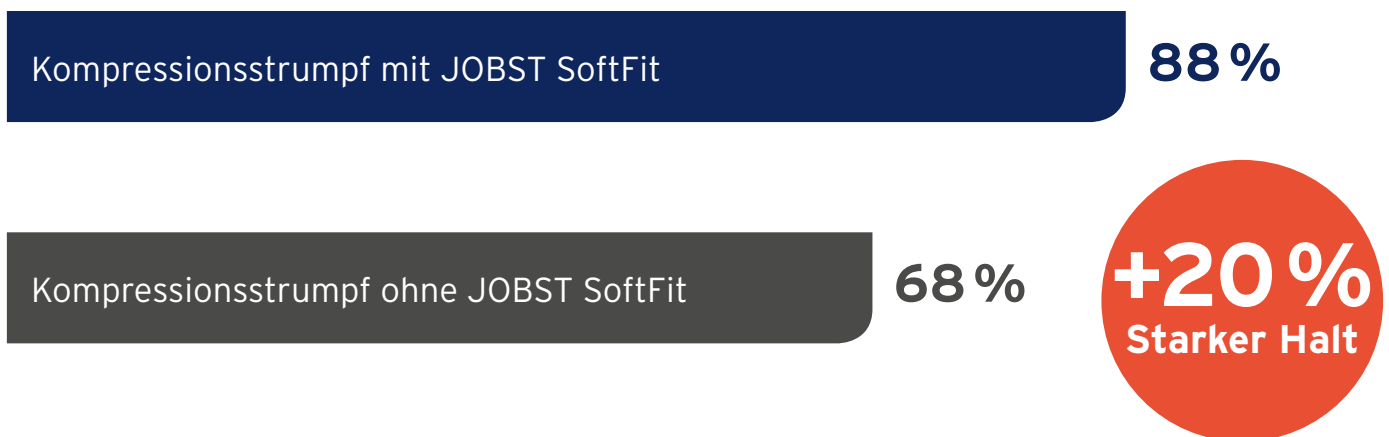 Kompressionsstrumpf mit JOBST SoftFit
88 %
Kompressionsstrumpf ohne JOBST SoftFit
68 %
+20 %
Starker Halt